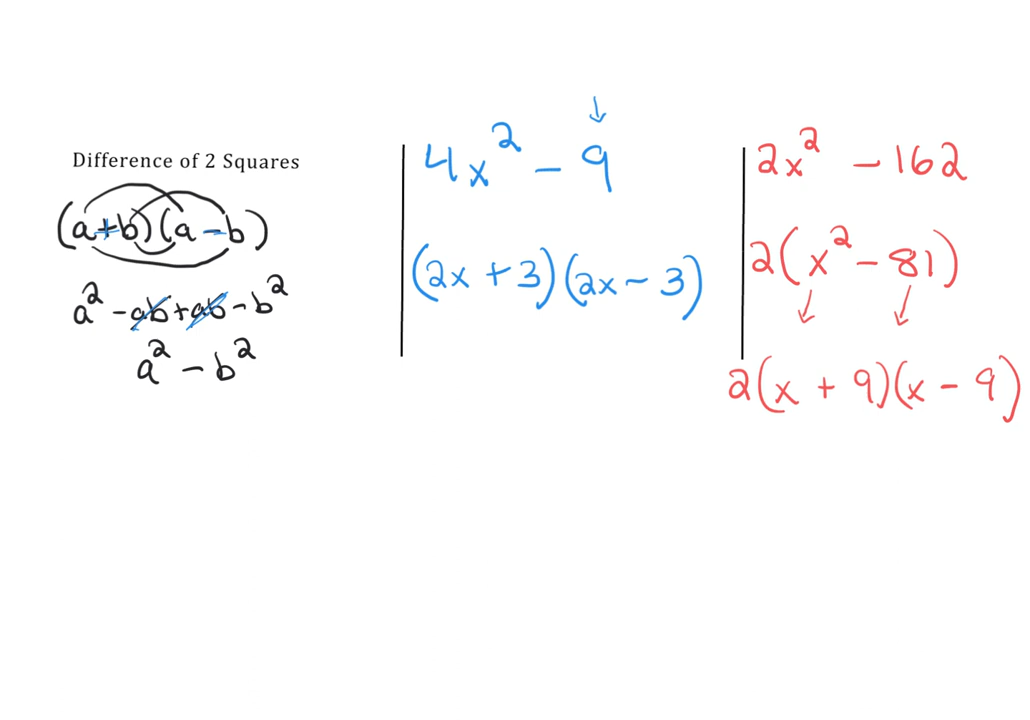 Difference of 2 Squares
(a+b)(a-b)
a² - ab + ab - b²
a² - b²
4x² - 9
(2x + 3)(2x - 3)
2x² - 162
2(x² - 81)
2(x + 9)(x - 9)